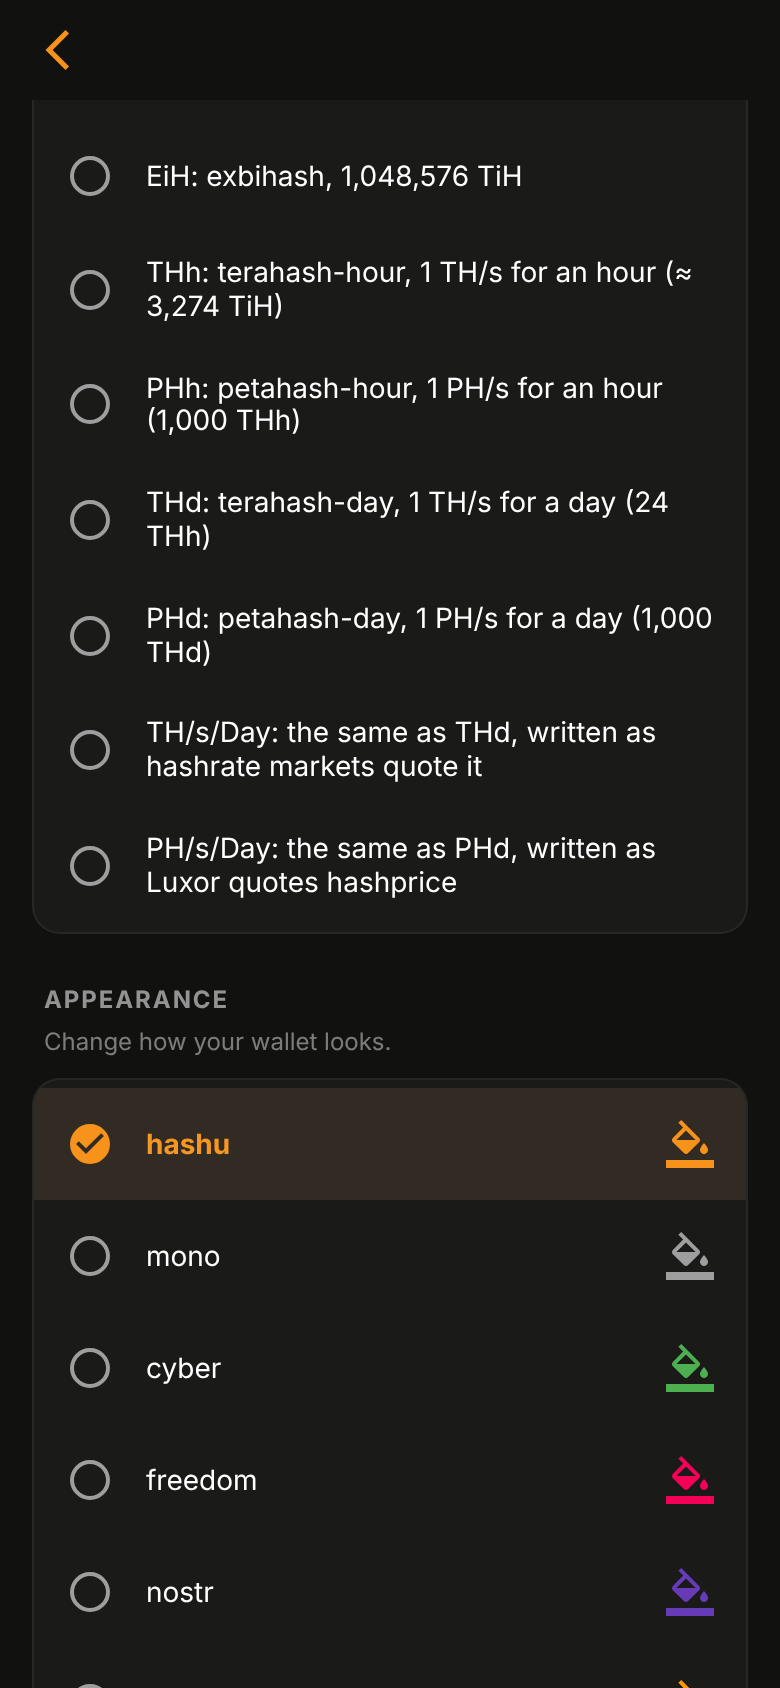 EiH: exbihash, 1,048,576 TiH
THh: terahash-hour, 1 TH/s for an hour (≈
3,274 TiH)
PHh: petahash-hour, 1 PH/s for an hour
(1,000 THh)
THd: terahash-day, 1 TH/s for a day (24
THh)
PHd: petahash-day, 1 PH/s for a day (1,000
THd)
TH/s/Day: the same as THd, written as
hashrate markets quote it
PH/s/Day: the same as PHd, written as
Luxor quotes hashprice
APPEARANCE
Change how your wallet looks.
hashu
mono
cyber
freedom
nostr